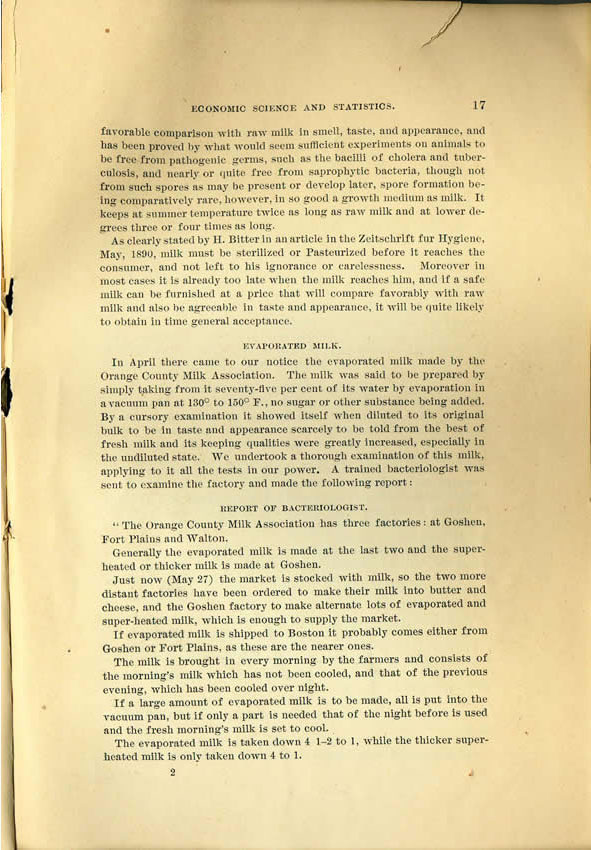 ECONOMIC SCIENCE AND STATISTICS. 17
favorable comparison with raw milk in smell, taste, and appearance, and
has been proved by what would seem sufficient experiments on animals to
be free from pathogenic germs, such as the bacilli of cholera and tuber-
culosis, and nearly or quite free from saprophytic bacteria, though not
from such spores as may be present or develop later, spore formation be-
ing comparatively rare, however, in so good a growth medium as milk. It
keeps at summer temperature twice as long as raw milk and at lower de-
grees three or four times as long.
As clearly stated by H. Bitter in an article in the Zeitschrift fur Hygiene,
May, 1890, milk must be sterilized or Pasteurized before it reaches the
consumer, and not left to his ignorance or carelessness. Moreover in
most cases it is already too late when the milk reaches him, and if a safe
milk can be furnished at a price that will compare favorably with raw
milk and also be agreeable in taste and appearance, it will be quite likely
to obtain in time general acceptance.
EVAPORATED MILK.
In April there came to our notice the evaporated milk made by the
Orange County Milk Association. The milk was said to be prepared by
simply taking from it seventy-five per cent of its water by evaporation in
a vacuum pan at 130° to 150° F., no sugar or other substance being added.
By a cursory examination it showed itself when diluted to its original
bulk to be in taste and appearance scarcely to be told from the best of
fresh milk and its keeping qualities were greatly increased, especially in
the undiluted state. We undertook a thorough examination of this milk,
applying to it all the tests in our power. A trained bacteriologist was
sent to examine the factory and made the following report:
REPORT OF BACTERIOLOGIST.
"The Orange County Milk Association has three factories: at Goshen,
Fort Plains and Walton.
Generally the evaporated milk is made at the last two and the super-
heated or thicker milk is made at Goshen.
Just now (May 27) the market is stocked with milk, so the two more
distant factories have been ordered to make their milk into butter and
cheese, and the Goshen factory to make alternate lots of evaporated and
super-heated milk, which is enough to supply the market.
If evaporated milk is shipped to Boston it probably comes either from
Goshen or Fort Plains, as these are the nearer ones.
The milk is brought in every morning by the farmers and consists of
the morning's milk which has not been cooled, and that of the previous
evening, which has been cooled over night.
If a large amount of evaporated milk is to be made, all is put into the
vacuum pan, but if only a part is needed that of the night before is used
and the fresh morning's milk is set to cool.
The evaporated milk is taken down 4 1-2 to 1, while the thicker super-
heated milk is only taken down 4 to 1.
2